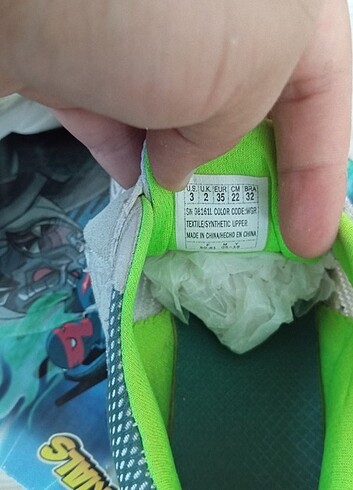 U.S. U.K. EUR CM BRA
3 2 35 22 32
SN 38161L COLOR CODE:WGR
TEXTILE/SYNTHETIC UPPER
MADE IN CHINA/HECHO EN CHINA